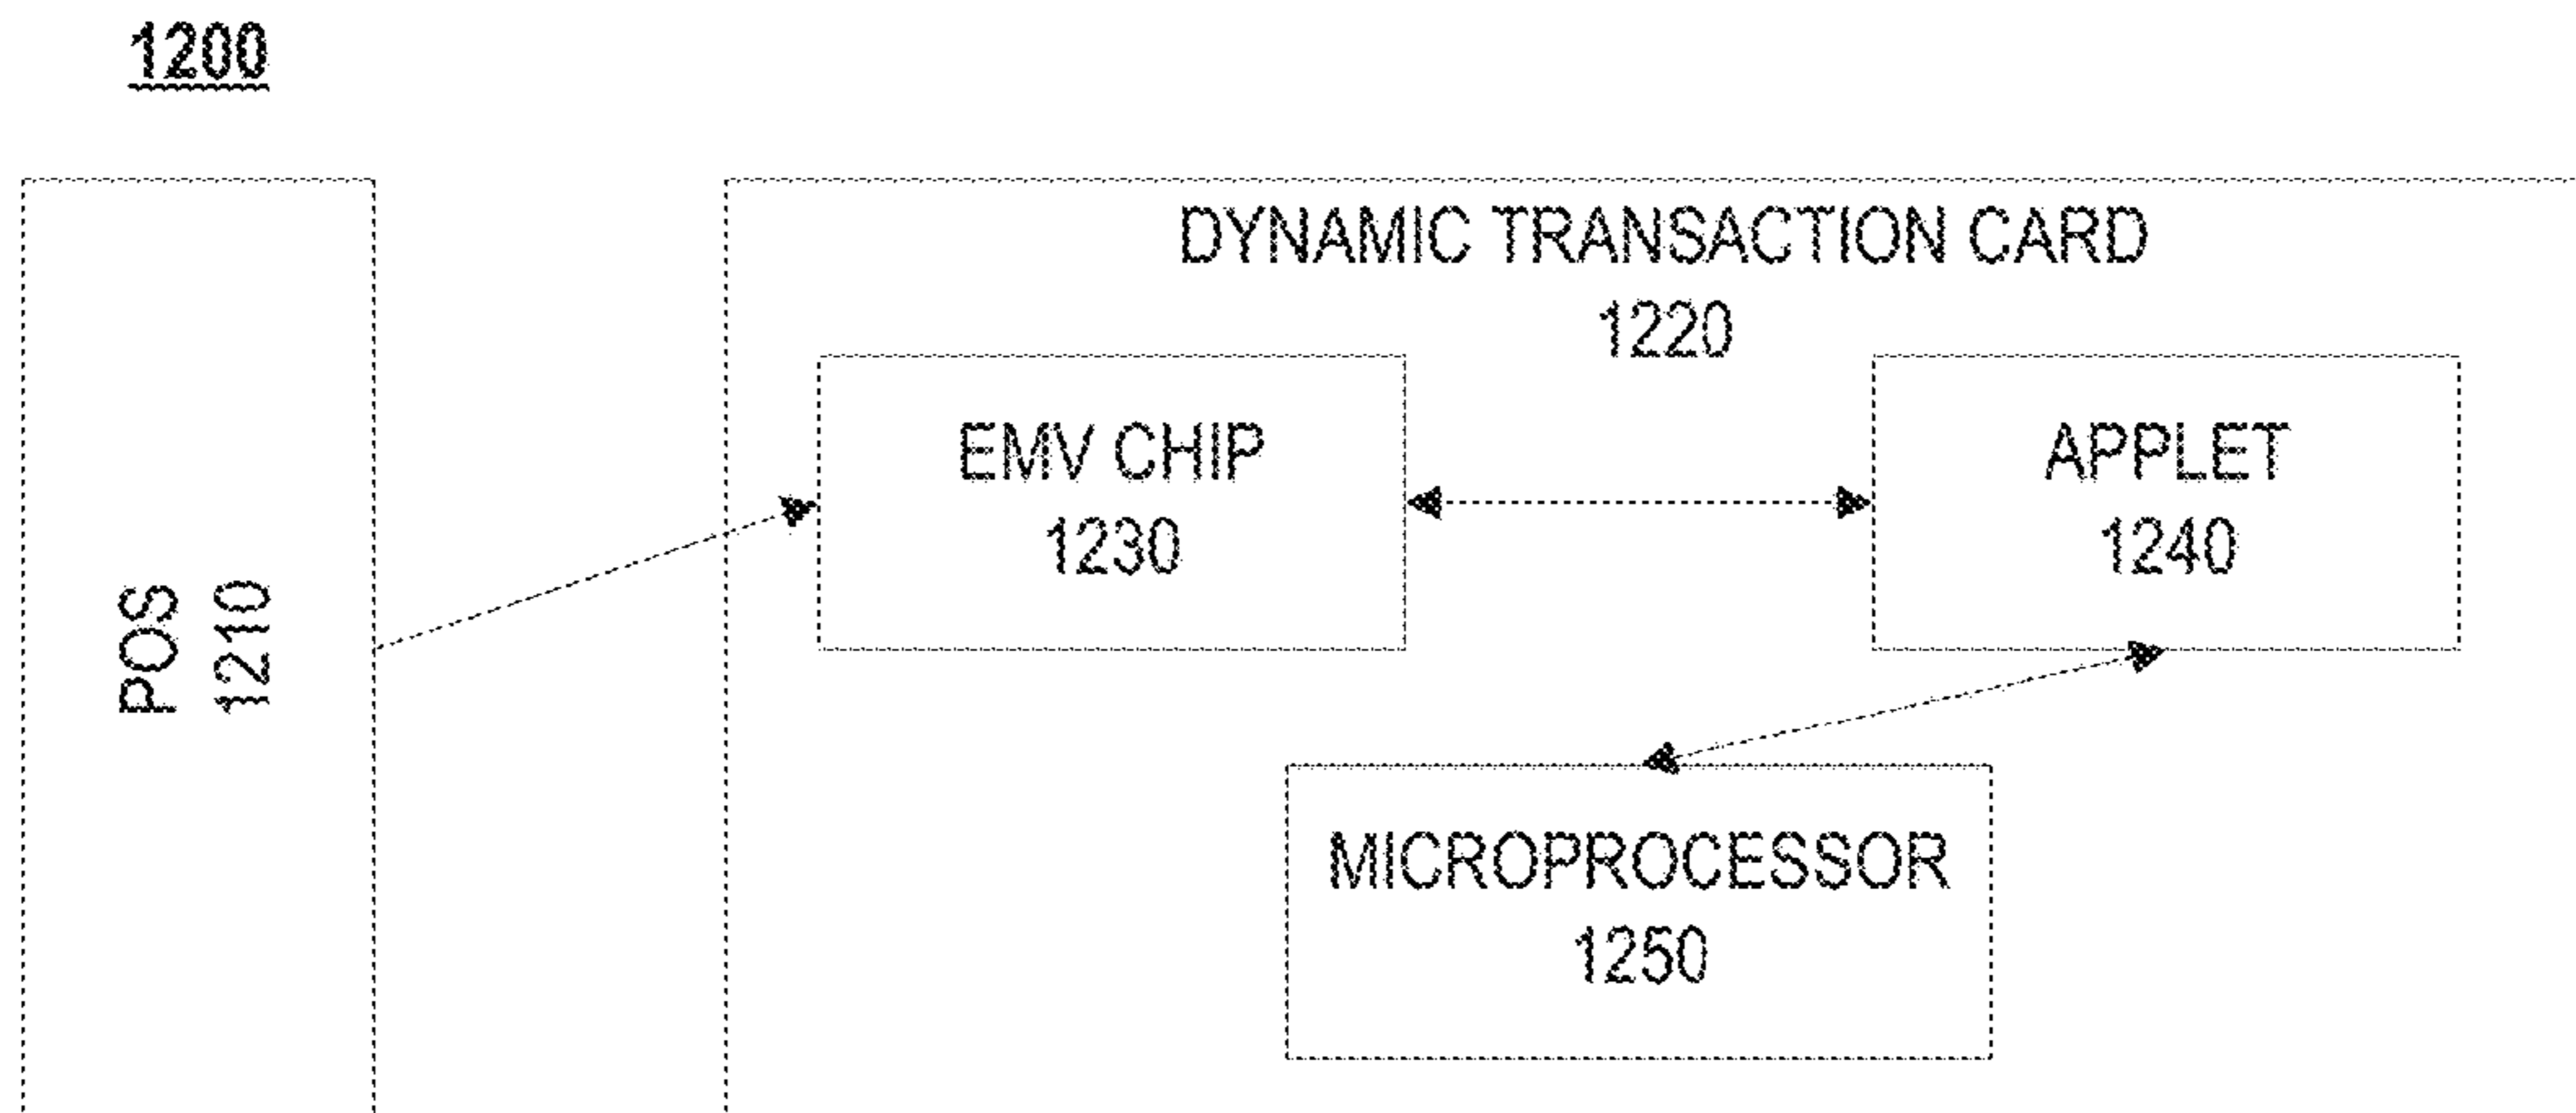 1200
POS
1210
DYNAMIC TRANSACTION CARD
1220
EMV CHIP
1230
APPLET
1240
MICROPROCESSOR
1250